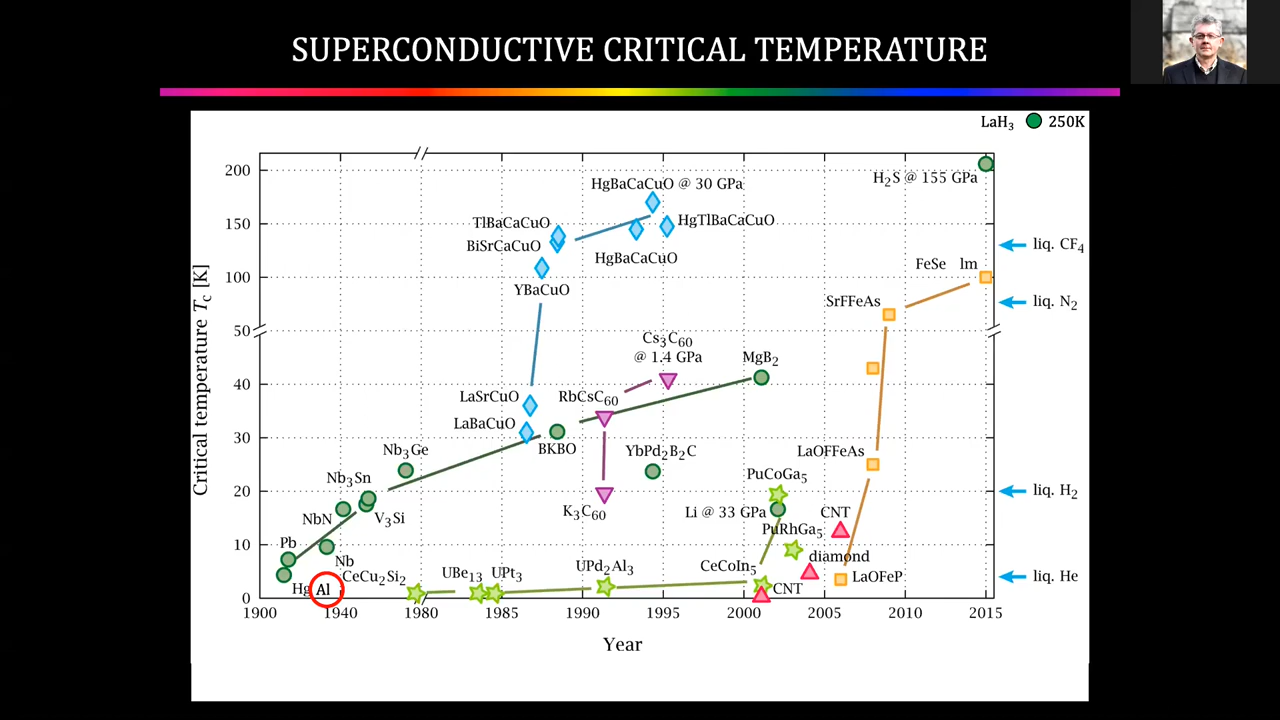 SUPERCONDUCTIVE CRITICAL TEMPERATURE
LaH3 250K
200
150
100
50
40
30
20
10
0
Critical temperature Tc [K]
HgBaCaCuO @ 30 GPa
H2S @ 155 GPa
TlBaCaCuO
HgTlBaCaCuO
BiSrCaCuO
HgBaCaCuO
YBaCuO
liq. CF4
FeSe lm
SrFFeAs
liq. N2
Cs3C60
@ 1.4 GPa
MgB2
LaSrCuO
RbCsC60
LaBaCuO
BKBO
YbPd2B2C
LaOFFeAs
Nb3Ge
Nb3Sn
PuCoGa5
liq. H2
K3C60
Li @ 33 GPa
CNT
NbN
V3Si
PuRhGa5
Pb
Nb
diamond
CeCu2Si2
UBe13
UPt3
UPd2Al3
CeCoIn5
LaOFeP
liq. He
Hg
Al
CNT
1900 1940 1980 1985 1990 1995 2000 2005 2010 2015
Year